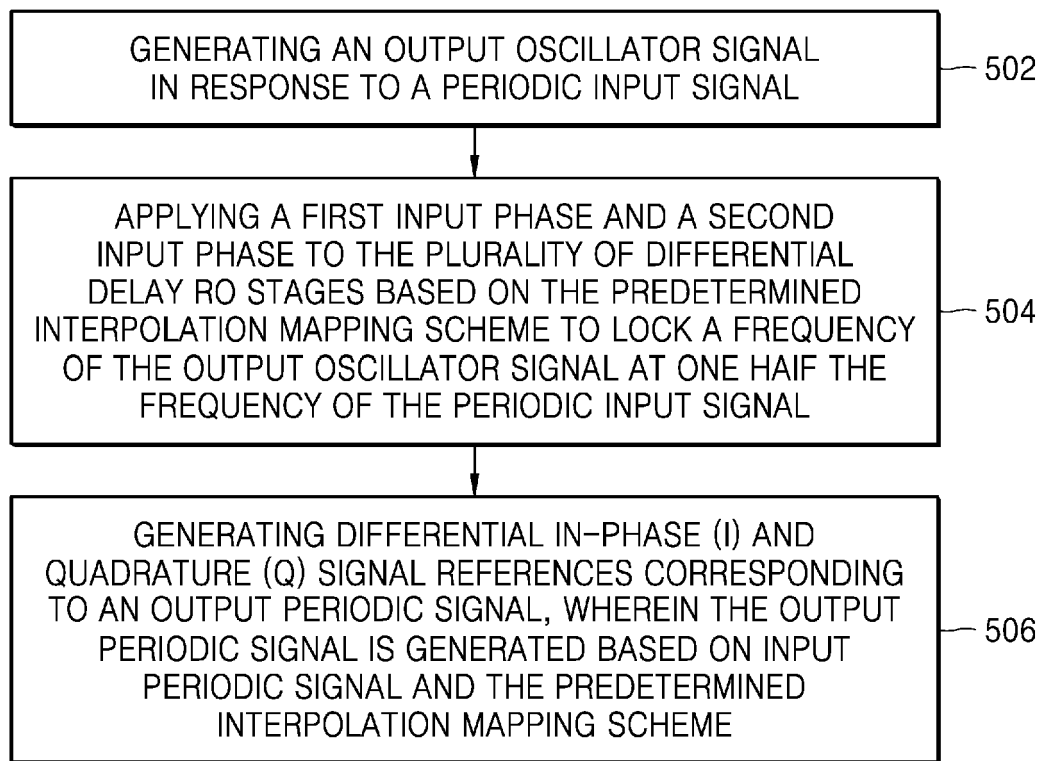 GENERATING AN OUTPUT OSCILLATOR SIGNAL
IN RESPONSE TO A PERIODIC INPUT SIGNAL
502
APPLYING A FIRST INPUT PHASE AND A SECOND
INPUT PHASE TO THE PLURALITY OF DIFFERENTIAL
DELAY RO STAGES BASED ON THE PREDETERMINED
INTERPOLATION MAPPING SCHEME TO LOCK A FREQUENCY
OF THE OUTPUT OSCILLATOR SIGNAL AT ONE HAIF THE
FREQUENCY OF THE PERIODIC INPUT SIGNAL
504
GENERATING DIFFERENTIAL IN-PHASE (I) AND
QUADRATURE (Q) SIGNAL REFERENCES CORRESPONDING
TO AN OUTPUT PERIODIC SIGNAL, WHEREIN THE OUTPUT
PERIODIC SIGNAL IS GENERATED BASED ON INPUT
PERIODIC SIGNAL AND THE PREDETERMINED
INTERPOLATION MAPPING SCHEME
506